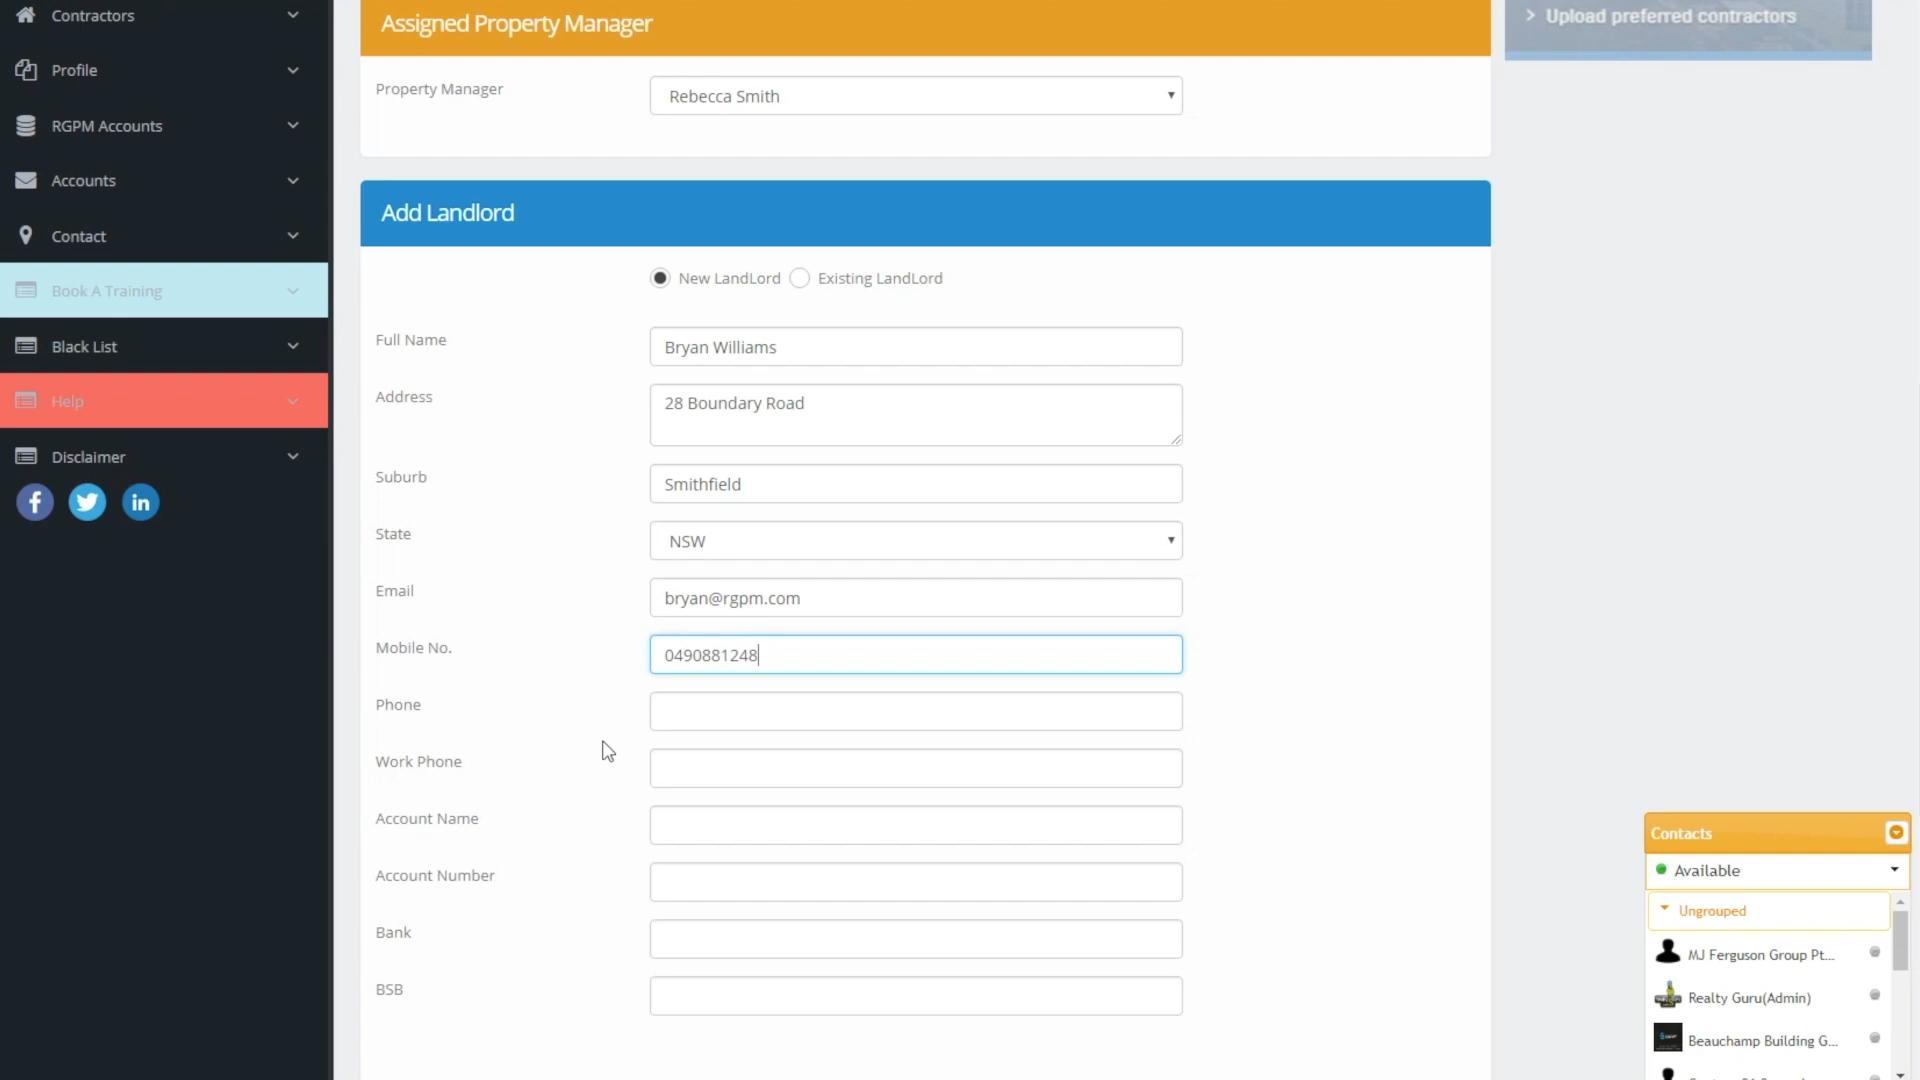 Contractors
Profile
RGPM Accounts
Accounts
Contact
Book A Training
Black List
Help
Disclaimer
f
in
Assigned Property Manager
Property Manager
Rebecca Smith
Add Landlord
New LandLord
Existing LandLord
Full Name
Bryan Williams
Address
28 Boundary Road
Suburb
Smithfield
State
NSW
Email
bryan@rgpm.com
Mobile No.
0490881248
Phone
Work Phone
Account Name
Account Number
Bank
BSB
> Upload preferred contractors
Contacts
Available
Ungrouped
MJ Ferguson Group Pt...
Realty Guru(Admin)
Beauchamp Building G...